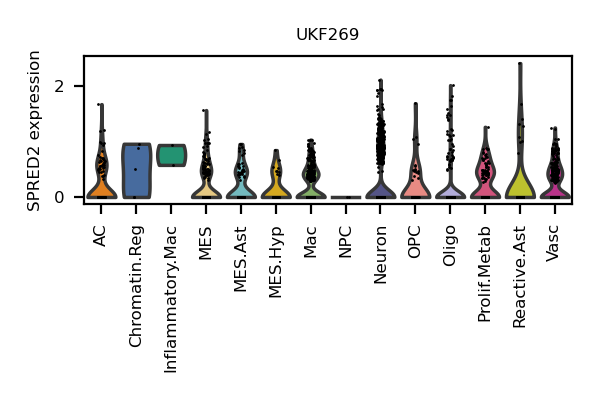 UKF269
SPRED2 expression
2
0
AC
Chromatin.Reg
Inflammatory.Mac
MES
MES.Ast
MES.Hyp
Mac
NPC
Neuron
OPC
Oligo
Prolif.Metab
Reactive.Ast
Vasc